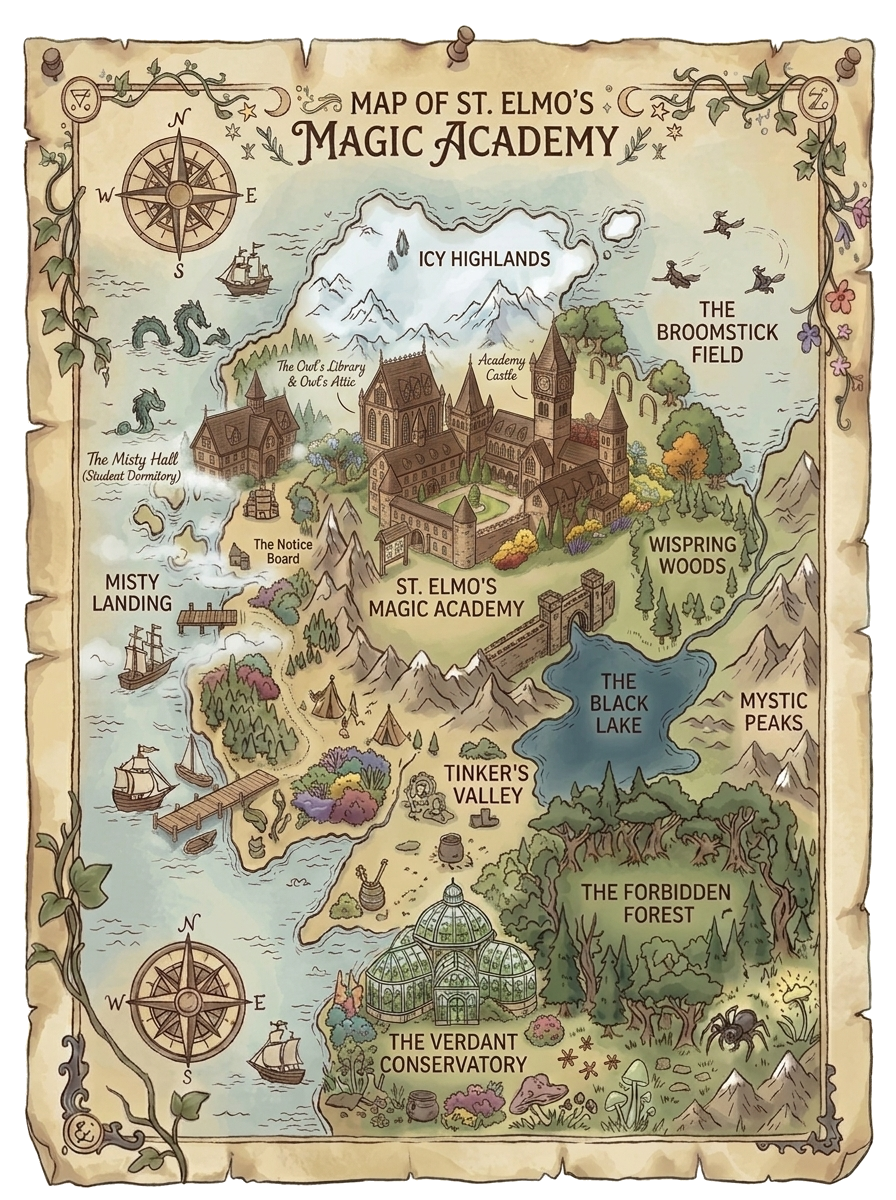 MAP OF ST. ELMO'S
MAGIC ACADEMY
N
W
E
S
ICY HIGHLANDS
THE
BROOMSTICK
FIELD
The Owl's Library
& Owl's Attic
Academy
Castle
The Misty Hall
(Student Dormitory)
The Notice
Board
WISPRING
WOODS
MISTY
LANDING
ST. ELMO'S
MAGIC ACADEMY
THE
BLACK
LAKE
MYSTIC
PEAKS
TINKER'S
VALLEY
THE FORBIDDEN
FOREST
N
W
E
S
THE VERDANT
CONSERVATORY